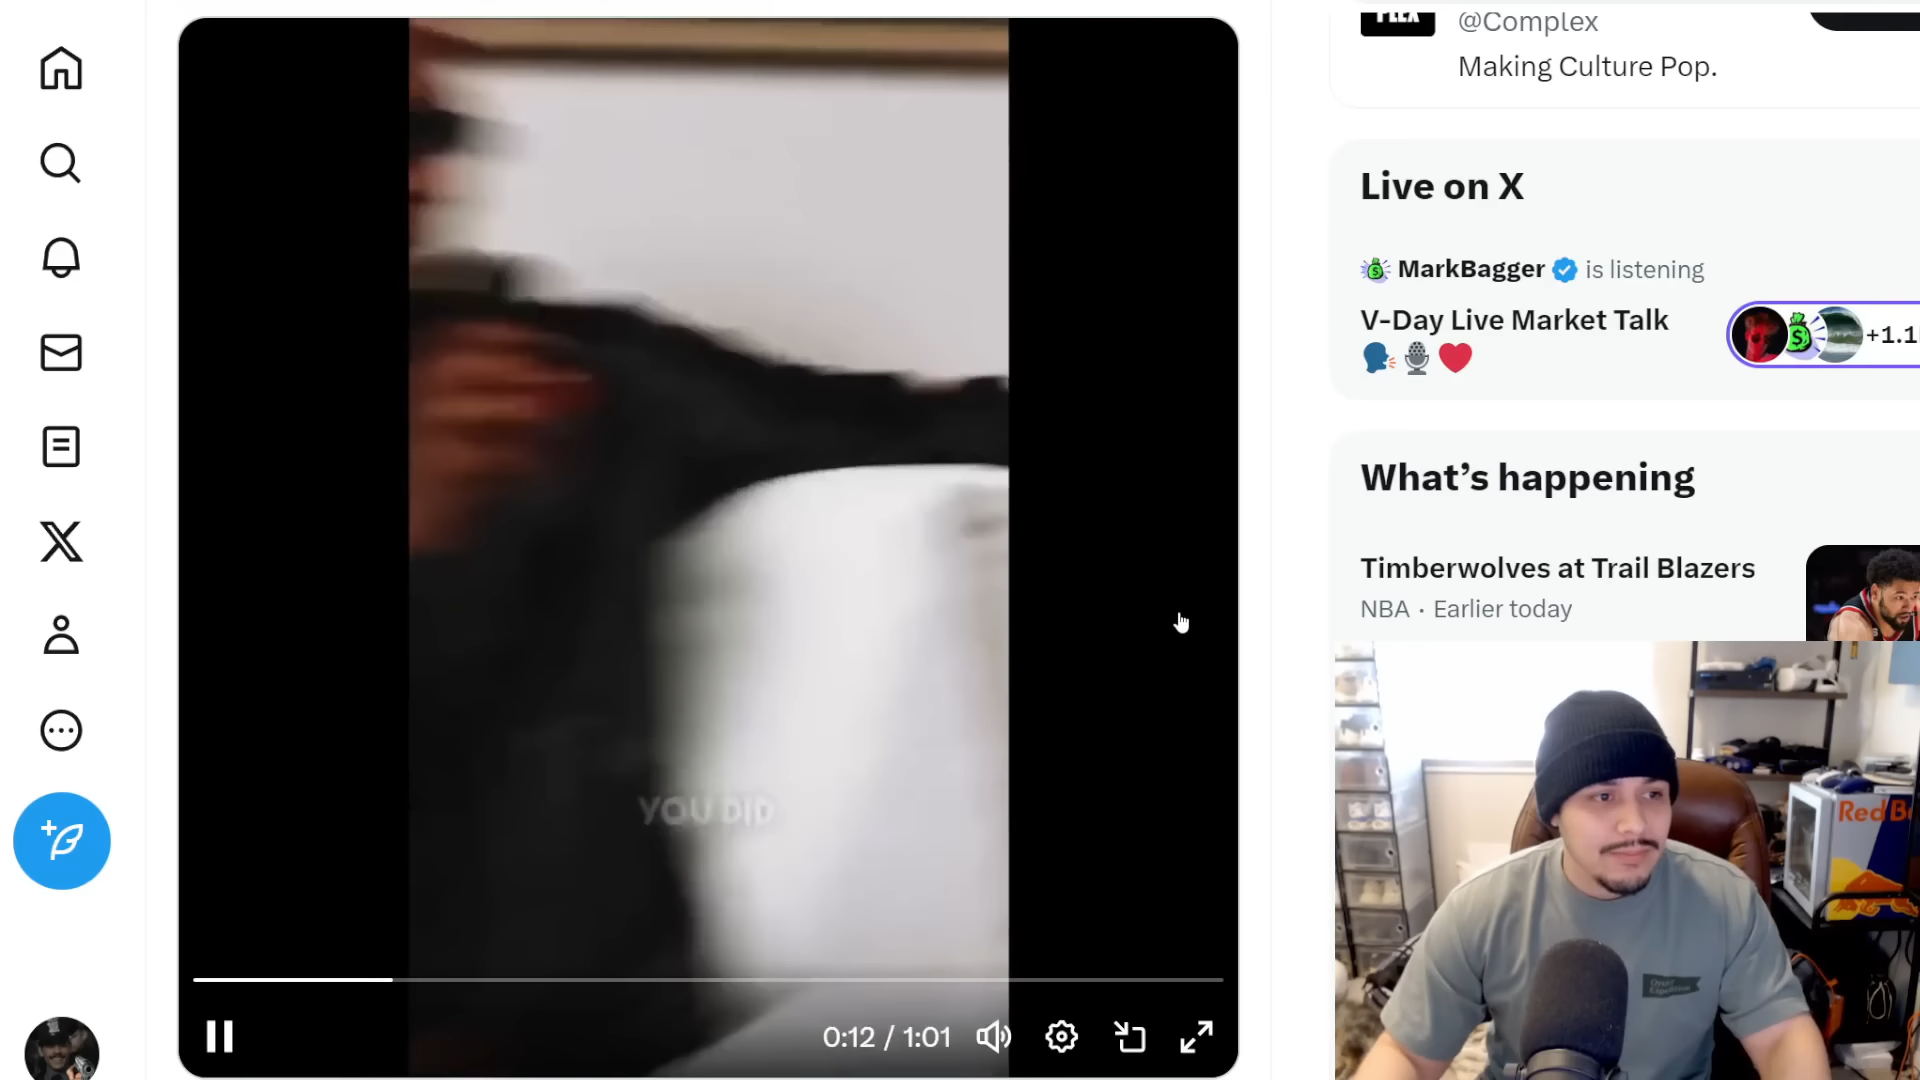 @Complex
Making Culture Pop.
Live on X
MarkBagger is listening
V-Day Live Market Talk
+1.1
What’s happening
Timberwolves at Trail Blazers
NBA · Earlier today
YOU DID
0:12 / 1:01